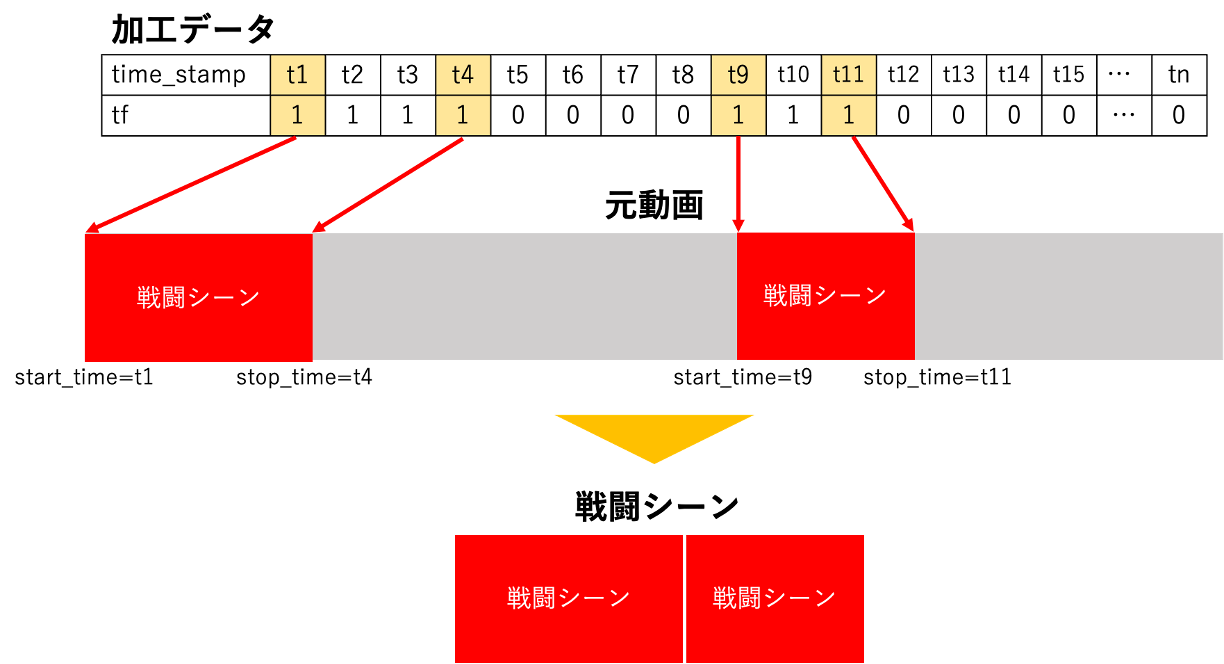 加工データ
time_stamp t1 t2 t3 t4 t5 t6 t7 t8 t9 t10 t11 t12 t13 t14 t15 … tn
tf 1 1 1 1 0 0 0 0 1 1 1 0 0 0 0 … 0
元動画
戦闘シーン 戦闘シーン
start_time=t1 stop_time=t4 start_time=t9 stop_time=t11
戦闘シーン
戦闘シーン 戦闘シーン